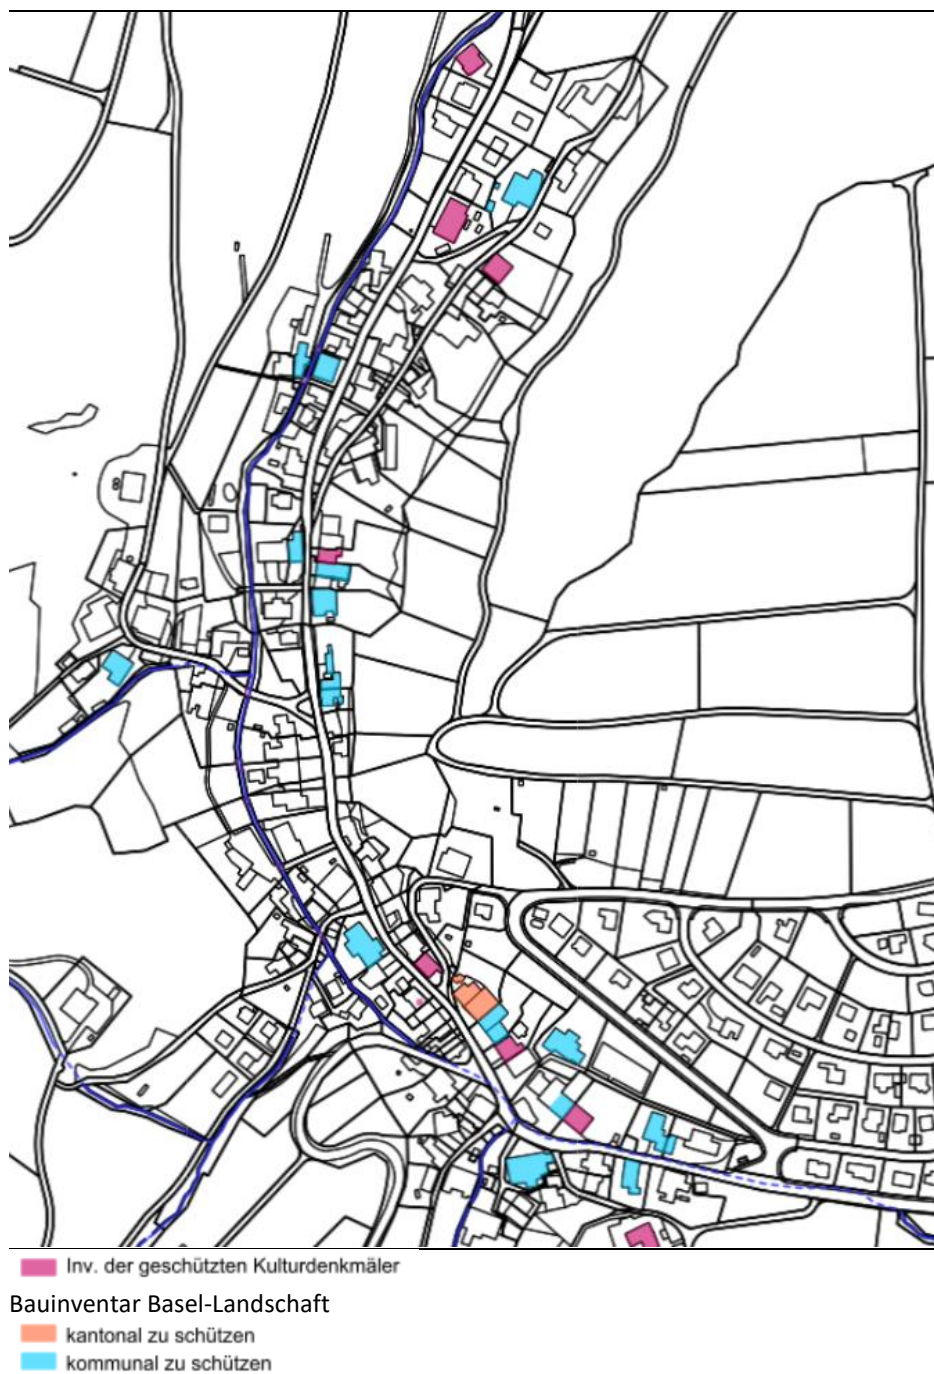 Inv. der geschützten Kulturdenkmäler
Bauinventar Basel-Landschaft
kantonal zu schützen
kommunal zu schützen